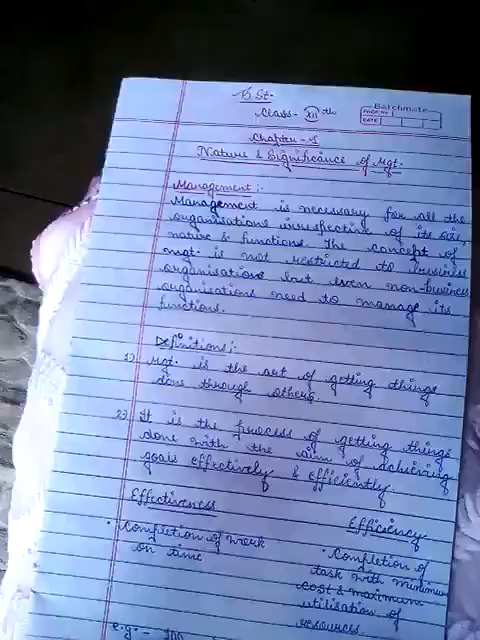 B.St.
Class - XII th
Batchmate
PAGE NO.
DATE
Chapter - 1
Nature & Significance of Mgt.
Management :-
Management is necessary for all the
organisations irrespective of its size,
nature & functions. The concept of
mgt. is not restricted to business
organisations but even non-business
organisations need to manage its
functions.
Definitions :-
1) Mgt. is the art of getting things
done through others.
2) It is the process of getting things
done with the aim of achieving
goals effectively & efficiently.
Effectiveness
Efficiency
• Completion of work
on time
• Completion of
task with minimum
cost & maximum
utilisation of
resources
e.g. :- 100